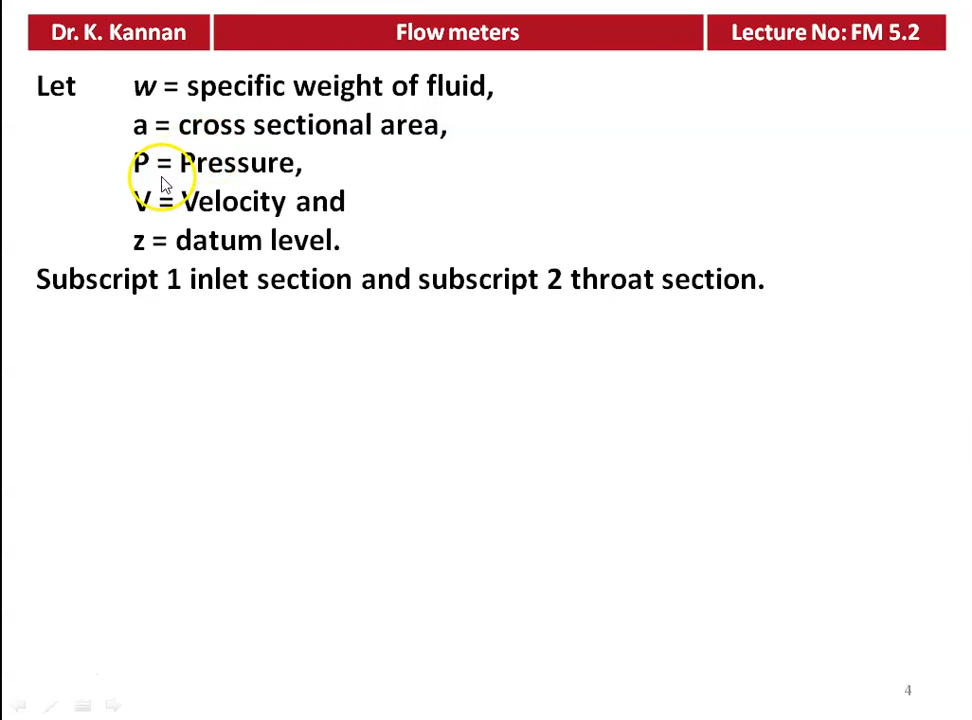 Dr. K. Kannan
Flow meters
Lecture No: FM 5.2
Let w = specific weight of fluid,
a = cross sectional area,
P = Pressure,
V = Velocity and
z = datum level.
Subscript 1 inlet section and subscript 2 throat section.
4